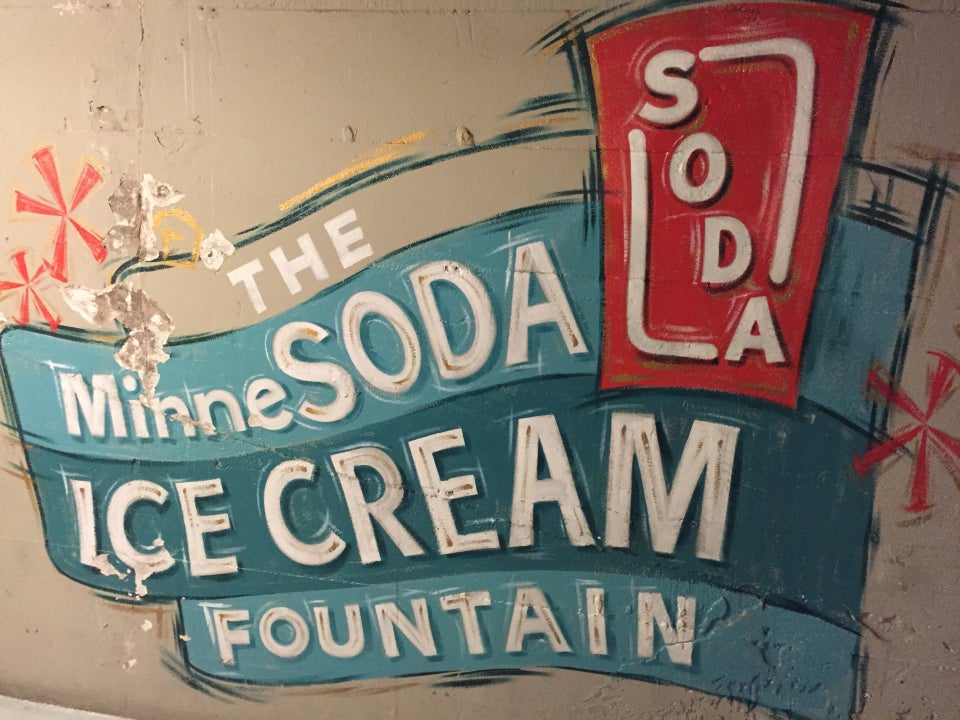 SODA
THE
MinneSODA
ICE CREAM
FOUNTAIN